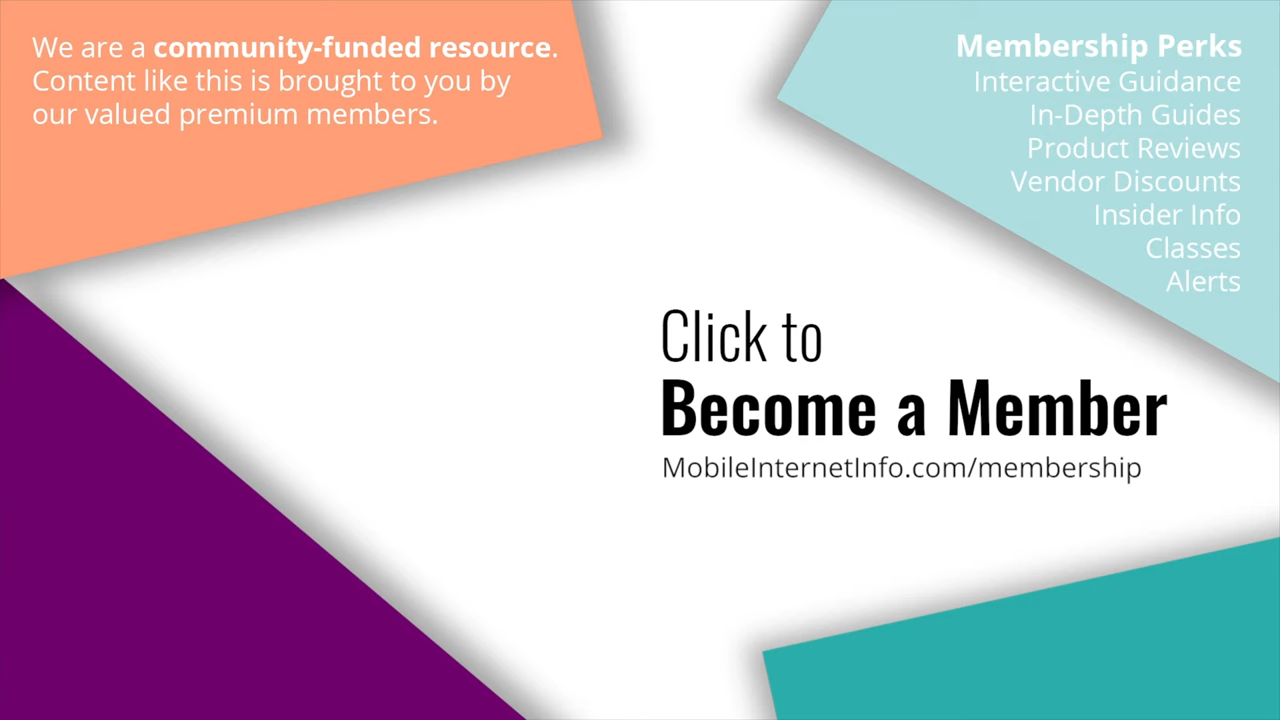 We are a community-funded resource.
Content like this is brought to you by
our valued premium members.
Membership Perks
Interactive Guidance
In-Depth Guides
Product Reviews
Vendor Discounts
Insider Info
Classes
Alerts
Click to
Become a Member
MobileInternetInfo.com/membership